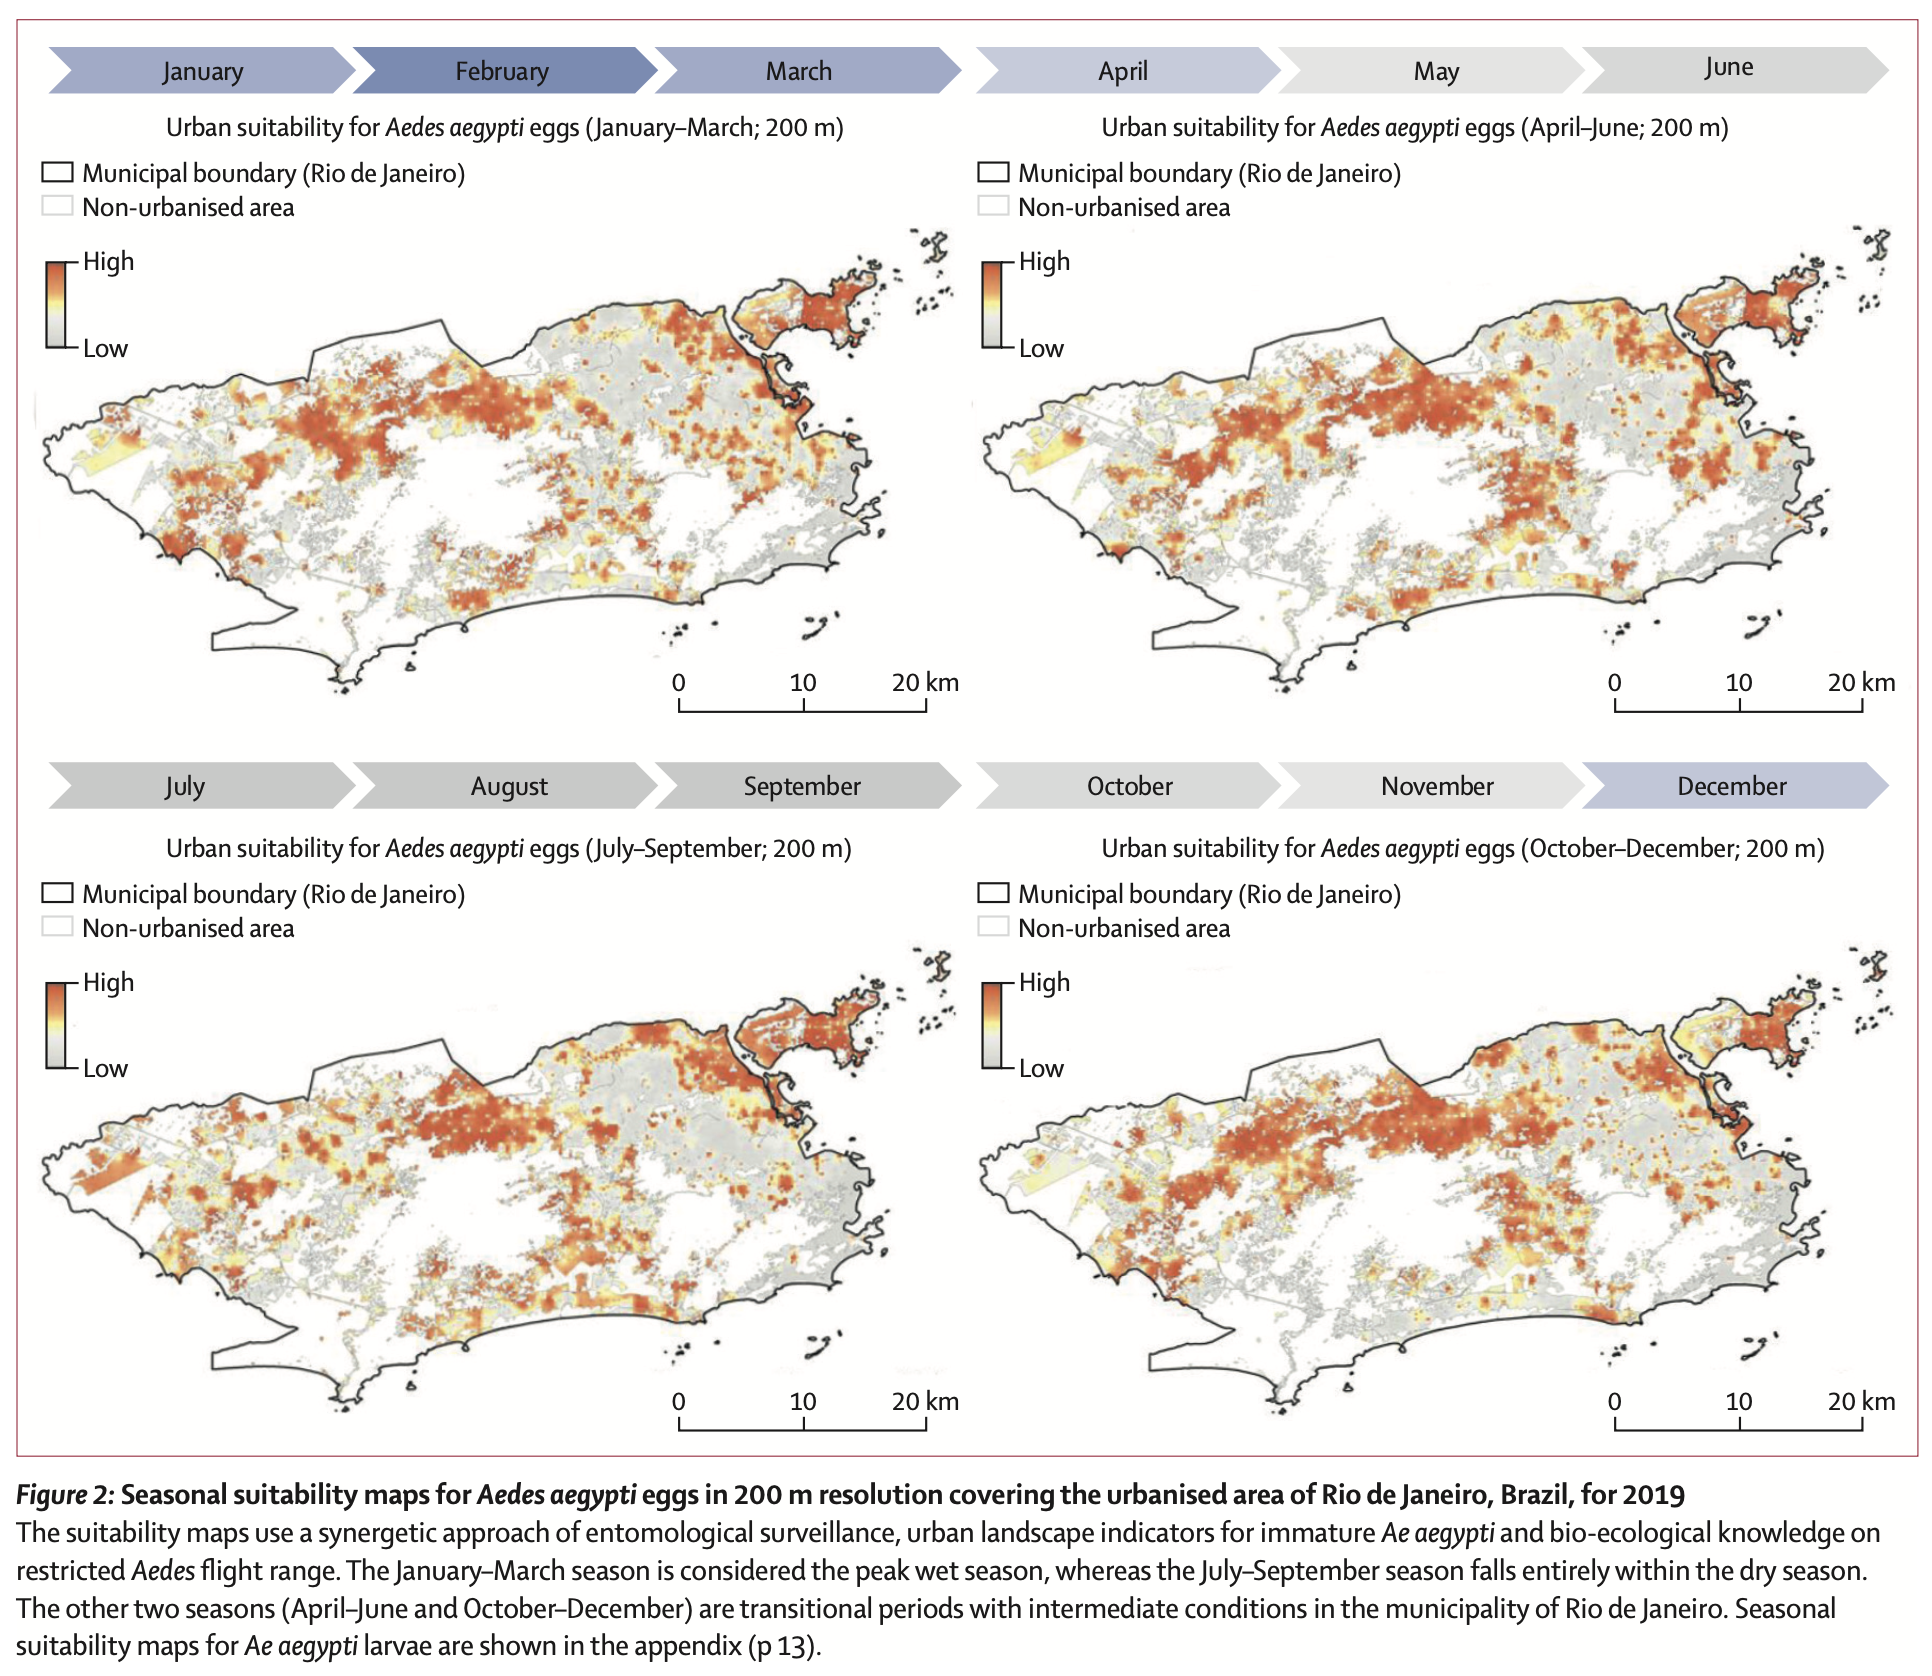 January February March April May June
Urban suitability for Aedes aegypti eggs (January–March; 200 m)
Municipal boundary (Rio de Janeiro)
Non-urbanised area
High
Low
0 10 20 km
Urban suitability for Aedes aegypti eggs (April–June; 200 m)
Municipal boundary (Rio de Janeiro)
Non-urbanised area
High
Low
0 10 20 km
July August September October November December
Urban suitability for Aedes aegypti eggs (July–September; 200 m)
Municipal boundary (Rio de Janeiro)
Non-urbanised area
High
Low
0 10 20 km
Urban suitability for Aedes aegypti eggs (October–December; 200 m)
Municipal boundary (Rio de Janeiro)
Non-urbanised area
High
Low
0 10 20 km
Figure 2: Seasonal suitability maps for Aedes aegypti eggs in 200 m resolution covering the urbanised area of Rio de Janeiro, Brazil, for 2019
The suitability maps use a synergetic approach of entomological surveillance, urban landscape indicators for immature Ae aegypti and bio-ecological knowledge on
restricted Aedes flight range. The January–March season is considered the peak wet season, whereas the July–September season falls entirely within the dry season.
The other two seasons (April–June and October–December) are transitional periods with intermediate conditions in the municipality of Rio de Janeiro. Seasonal
suitability maps for Ae aegypti larvae are shown in the appendix (p 13).